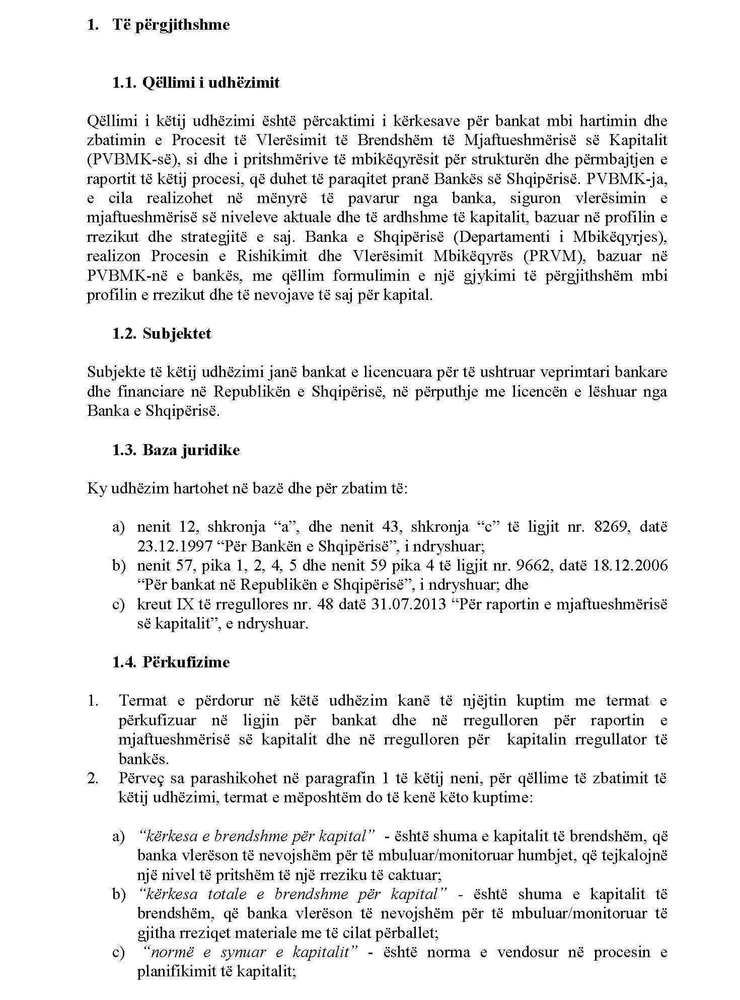 1. Të përgjithshme
1.1. Qëllimi i udhëzimit
Qëllimi i këtij udhëzimi është përcaktimi i kërkesave për bankat mbi hartimin dhe
zbatimin e Procesit të Vlerësimit të Brendshëm të Mjaftueshmërisë së Kapitalit
(PVBMK-së), si dhe i pritshmërive të mbikëqyrësit për strukturën dhe përmbajtjen e
raportit të këtij procesi, që duhet të paraqitet pranë Bankës së Shqipërisë. PVBMK-ja,
e cila realizohet në mënyrë të pavarur nga banka, siguron vlerësimin e
mjaftueshmërisë së niveleve aktuale dhe të ardhshme të kapitalit, bazuar në profilin e
rrezikut dhe strategjitë e saj. Banka e Shqipërisë (Departamenti i Mbikëqyrjes),
realizon Procesin e Rishikimit dhe Vlerësimit Mbikëqyrës (PRVM), bazuar në
PVBMK-në e bankës, me qëllim formulimin e një gjykimi të përgjithshëm mbi
profilin e rrezikut dhe të nevojave të saj për kapital.
1.2. Subjektet
Subjekte të këtij udhëzimi janë bankat e licencuara për të ushtruar veprimtari bankare
dhe financiare në Republikën e Shqipërisë, në përputhje me licencën e lëshuar nga
Banka e Shqipërisë.
1.3. Baza juridike
Ky udhëzim hartohet në bazë dhe për zbatim të:
a) nenit 12, shkronja “a”, dhe nenit 43, shkronja “c” të ligjit nr. 8269, datë
23.12.1997 “Për Bankën e Shqipërisë”, i ndryshuar;
b) nenit 57, pika 1, 2, 4, 5 dhe nenit 59 pika 4 të ligjit nr. 9662, datë 18.12.2006
“Për bankat në Republikën e Shqipërisë”, i ndryshuar; dhe
c) kreut IX të rregullores nr. 48 datë 31.07.2013 “Për raportin e mjaftueshmërisë
së kapitalit”, e ndryshuar.
1.4. Përkufizime
1. Termat e përdorur në këtë udhëzim kanë të njëjtin kuptim me termat e
përkufizuar në ligjin për bankat dhe në rregulloren për raportin e
mjaftueshmërisë së kapitalit dhe në rregulloren për kapitalin rregullator të
bankës.
2. Përveç sa parashikohet në paragrafin 1 të këtij neni, për qëllime të zbatimit të
këtij udhëzimi, termat e mëposhtëm do të kenë këto kuptime:
a) “kërkesa e brendshme për kapital” - është shuma e kapitalit të brendshëm, që
banka vlerëson të nevojshëm për të mbuluar/monitoruar humbjet, që tejkalojnë
një nivel të pritshëm të një rreziku të caktuar;
b) “kërkesa totale e brendshme për kapital” - është shuma e kapitalit të
brendshëm, që banka vlerëson të nevojshëm për të mbuluar/monitoruar të
gjitha rreziqet materiale me të cilat përballet;
c) “normë e synuar e kapitalit” - është norma e vendosur në procesin e
planifikimit të kapitalit;